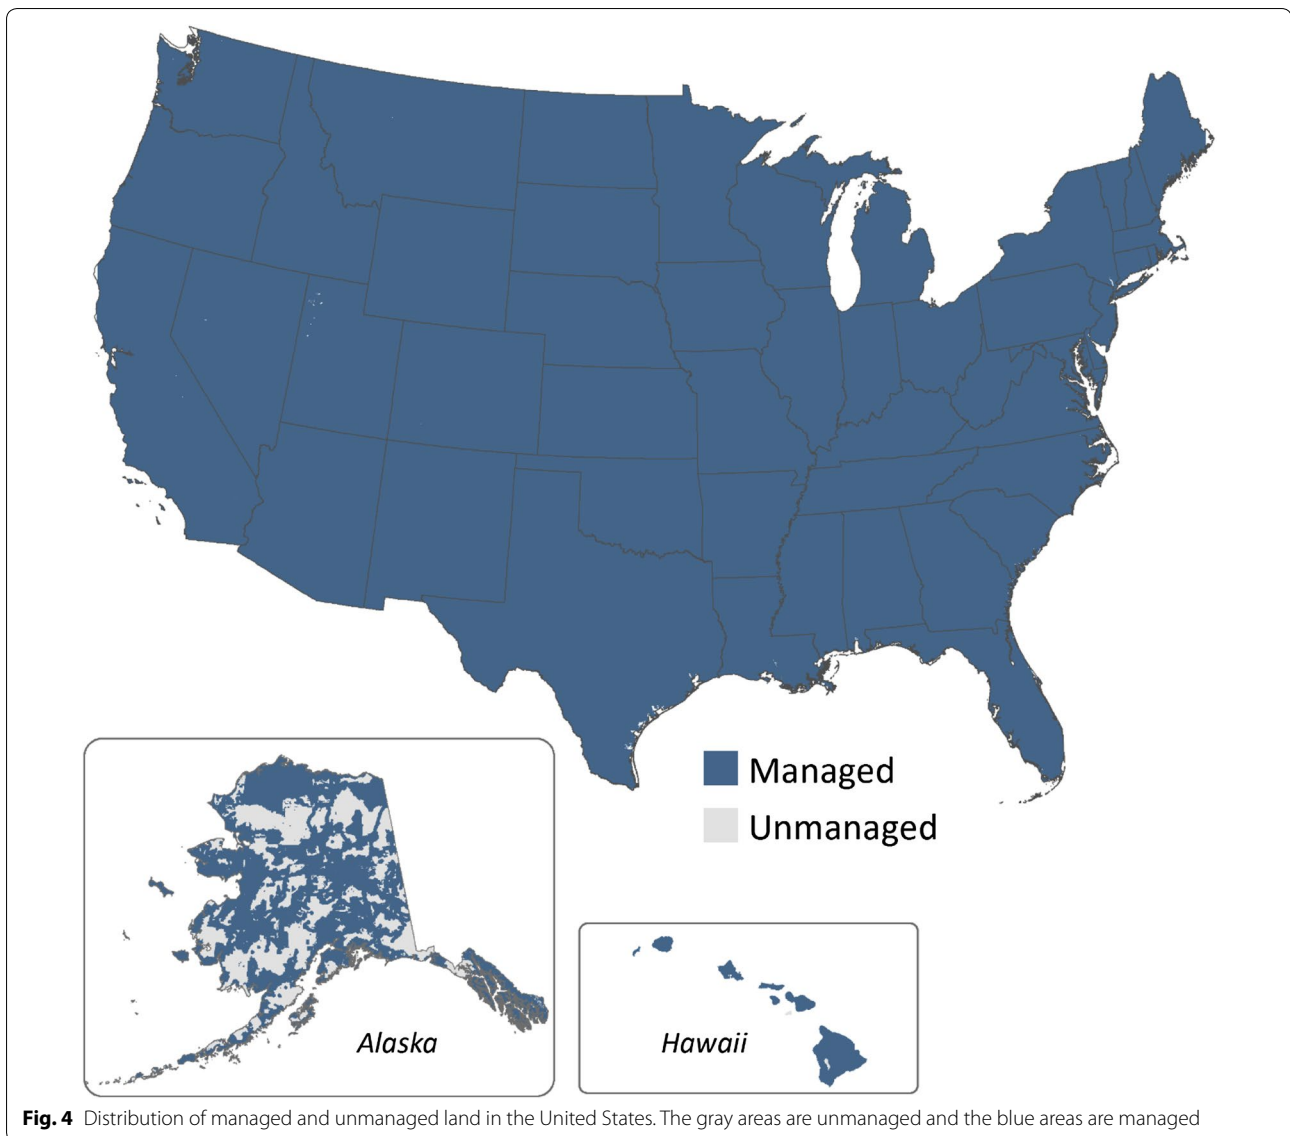 Managed
Unmanaged
Alaska
Hawaii
Fig. 4 Distribution of managed and unmanaged land in the United States. The gray areas are unmanaged and the blue areas are managed